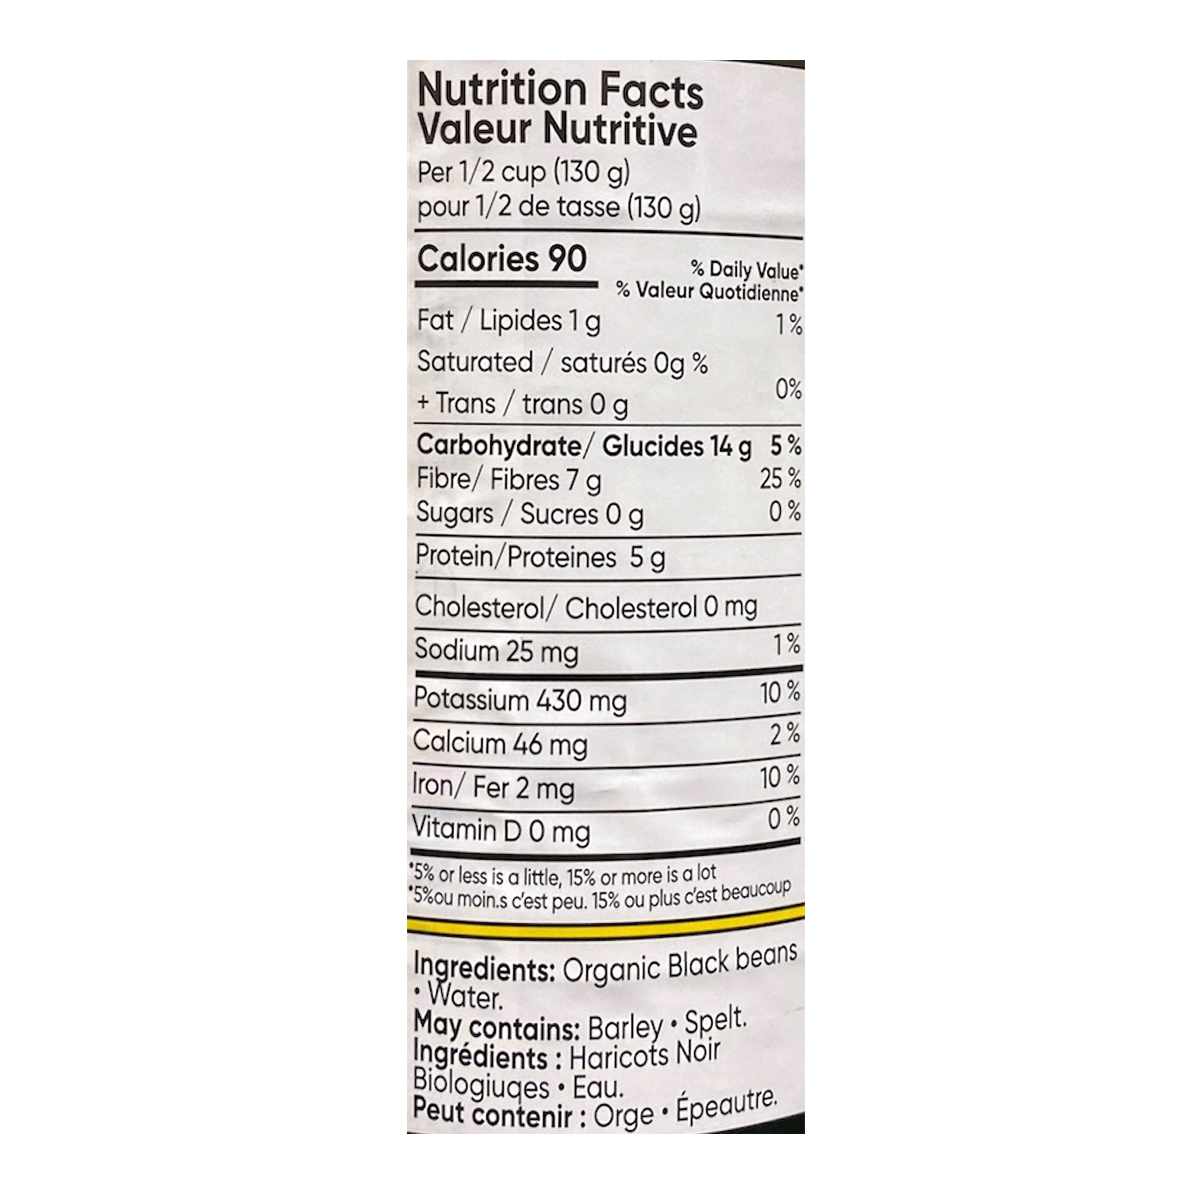 Nutrition Facts
Valeur Nutritive
Per 1/2 cup (130 g)
pour 1/2 de tasse (130 g)
Calories 90
% Daily Value*
% Valeur Quotidienne*
Fat / Lipides 1 g 1 %
Saturated / saturés 0g %
0%
+ Trans / trans 0 g
Carbohydrate/ Glucides 14 g 5 %
Fibre/ Fibres 7 g 25 %
Sugars / Sucres 0 g 0 %
Protein/Proteines 5 g
Cholesterol/ Cholesterol 0 mg
Sodium 25 mg 1 %
Potassium 430 mg 10 %
Calcium 46 mg 2 %
Iron/ Fer 2 mg 10 %
Vitamin D 0 mg 0 %
*5% or less is a little, 15% or more is a lot
*5%ou moin.s c'est peu. 15% ou plus c'est beaucoup
Ingredients: Organic Black beans
• Water.
May contains: Barley • Spelt.
Ingrédients : Haricots Noir
Biologiuqes • Eau.
Peut contenir : Orge • Épeautre.